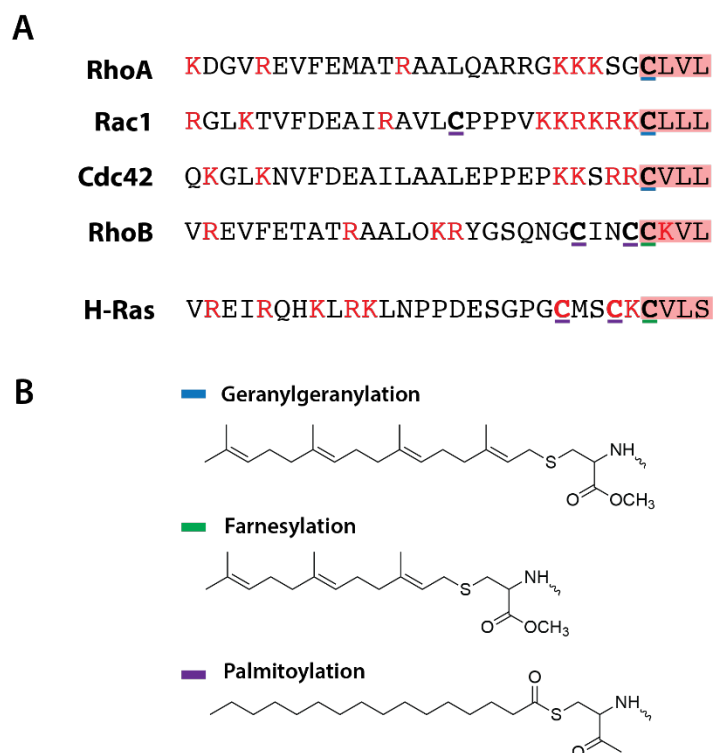 A
RhoA KDGVREVFEMATRAALQARRGKKKSGCLVL
Rac1 RGLKTVFDEAIRAVLCPPPVKKRKRKCLLL
Cdc42 QKGLKNVFDEAILAALEPPEPKKSRRCVLL
RhoB VREVFETATRAALOKRYGSQNGCINCCKVL
H-Ras VREIRQHKLRKLNPPDESGPGCMSCKCVLS
B
Geranylgeranylation
S NH
O OCH3
Farnesylation
S NH
O OCH3
Palmitoylation
O
S NH
O